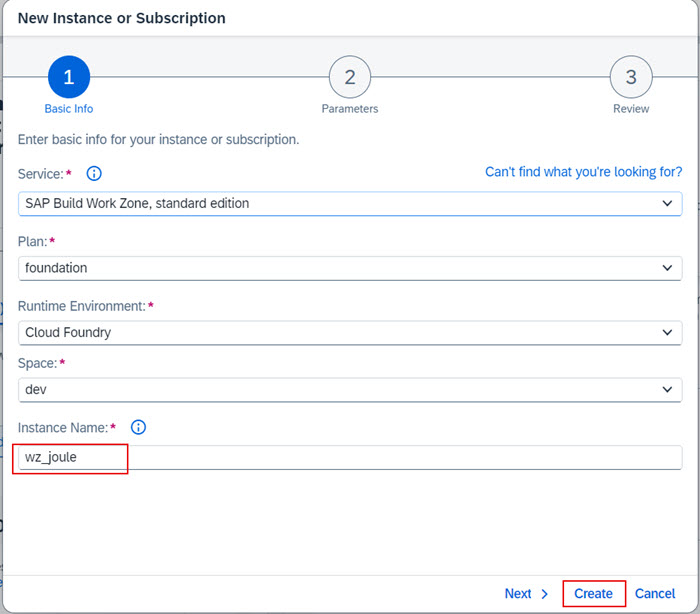 New Instance or Subscription
1
2
3
Basic Info
Parameters
Review
Enter basic info for your instance or subscription.
Service:*
Can't find what you're looking for?
SAP Build Work Zone, standard edition
Plan:*
foundation
Runtime Environment:*
Cloud Foundry
Space:*
dev
Instance Name:*
wz_joule
Next
Create
Cancel